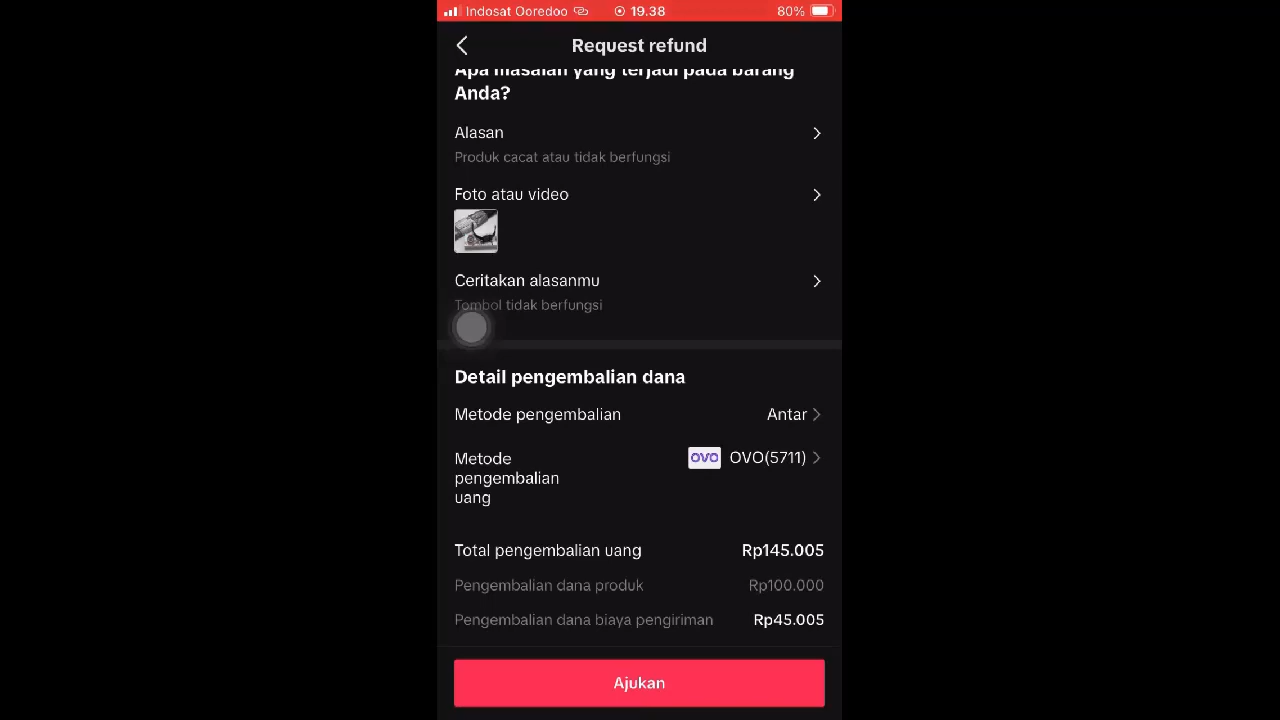 Indosat Ooredoo
19.38
80%
Request refund
Apa masalah yang terjadi pada barang
Anda?
Alasan
Produk cacat atau tidak berfungsi
Foto atau video
Ceritakan alasanmu
Tombol tidak berfungsi
Detail pengembalian dana
Metode pengembalian
Antar
Metode
pengembalian
uang
OVO OVO(5711)
Total pengembalian uang
Rp145.005
Pengembalian dana produk
Rp100.000
Pengembalian dana biaya pengiriman
Rp45.005
Ajukan